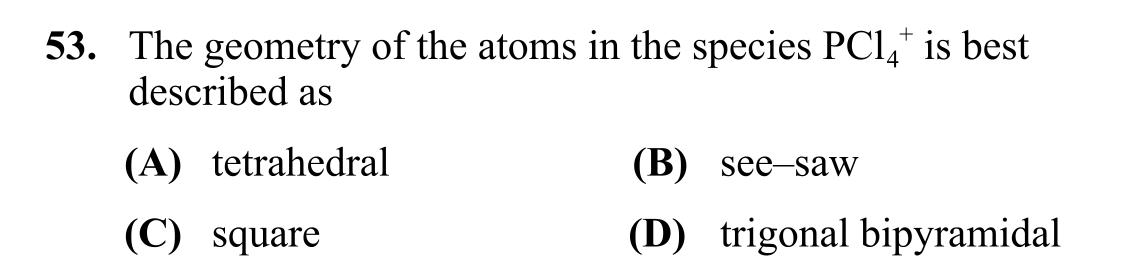 53. The geometry of the atoms in the species PCl₄⁺ is best
described as
(A) tetrahedral (B) see–saw
(C) square (D) trigonal bipyramidal